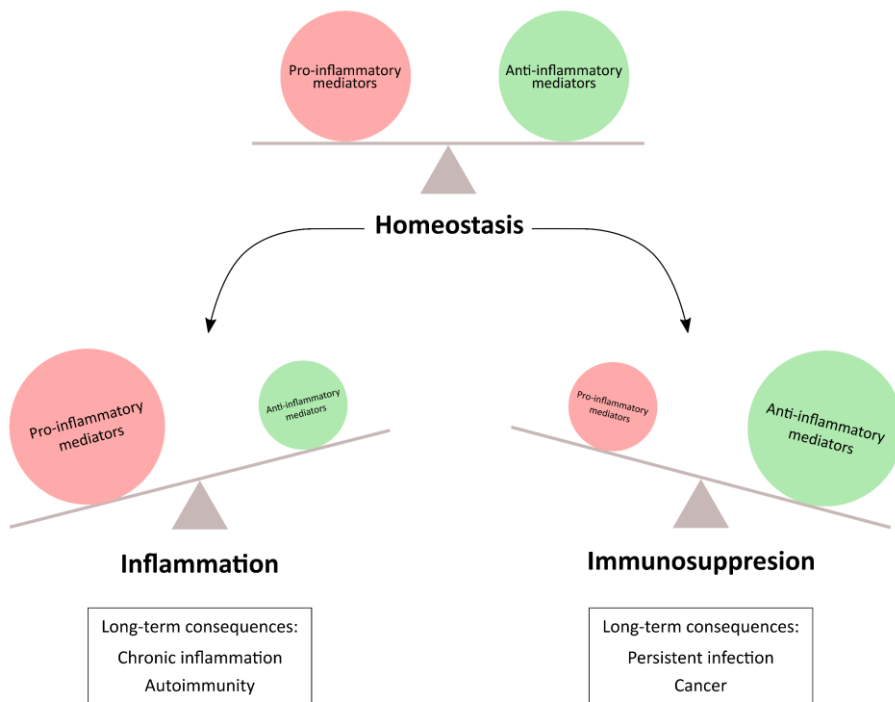 Pro-inflammatory
mediators
Anti-inflammatory
mediators
Homeostasis
Pro-inflammatory
mediators
Anti-inflammatory
mediators
Inflammation
Long-term consequences:
Chronic inflammation
Autoimmunity
Pro-inflammatory
mediators
Anti-inflammatory
mediators
Immunosuppresion
Long-term consequences:
Persistent infection
Cancer